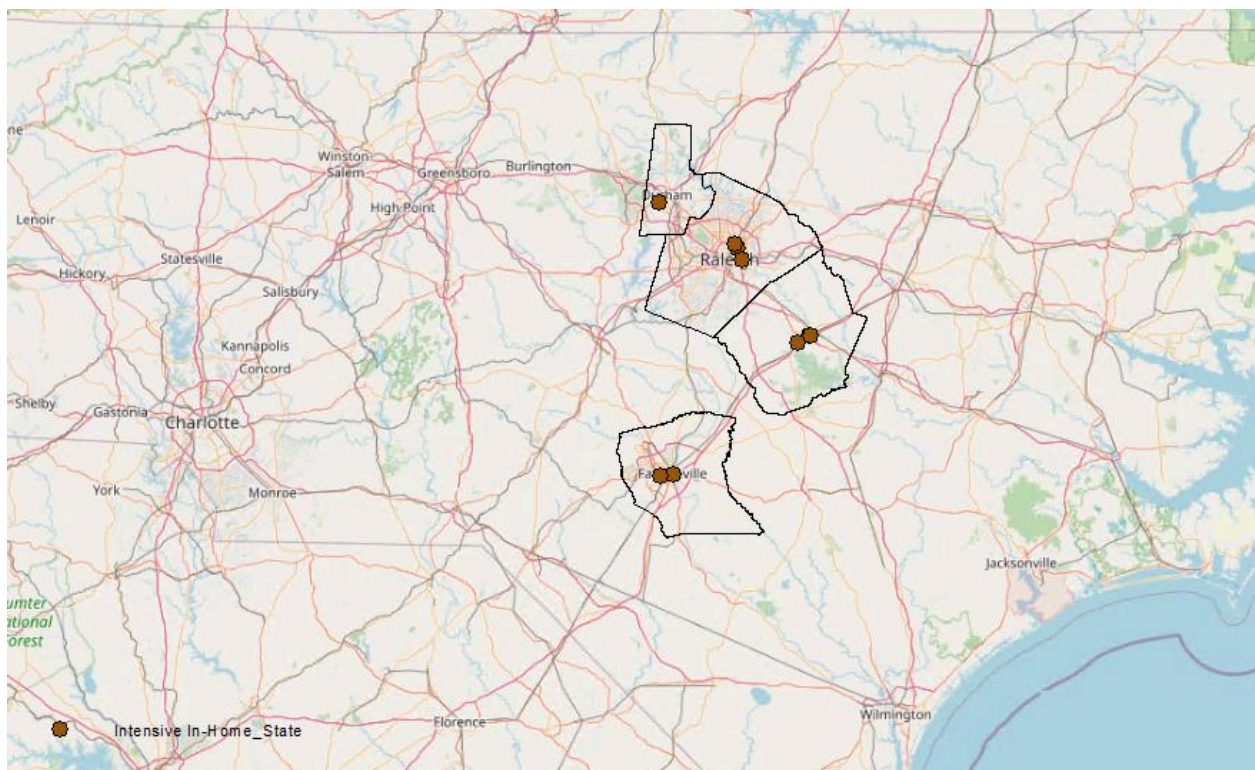 Winston
Salem
Greensboro
Burlington
High Point
Lenoir
Statesville
Hickory
Salisbury
Raleigh
Kannapolis
Concord
Shelby
Gastonia
Charlotte
York
Monroe
Jacksonville
Florence
Wilmington
Intensive In-Home_State